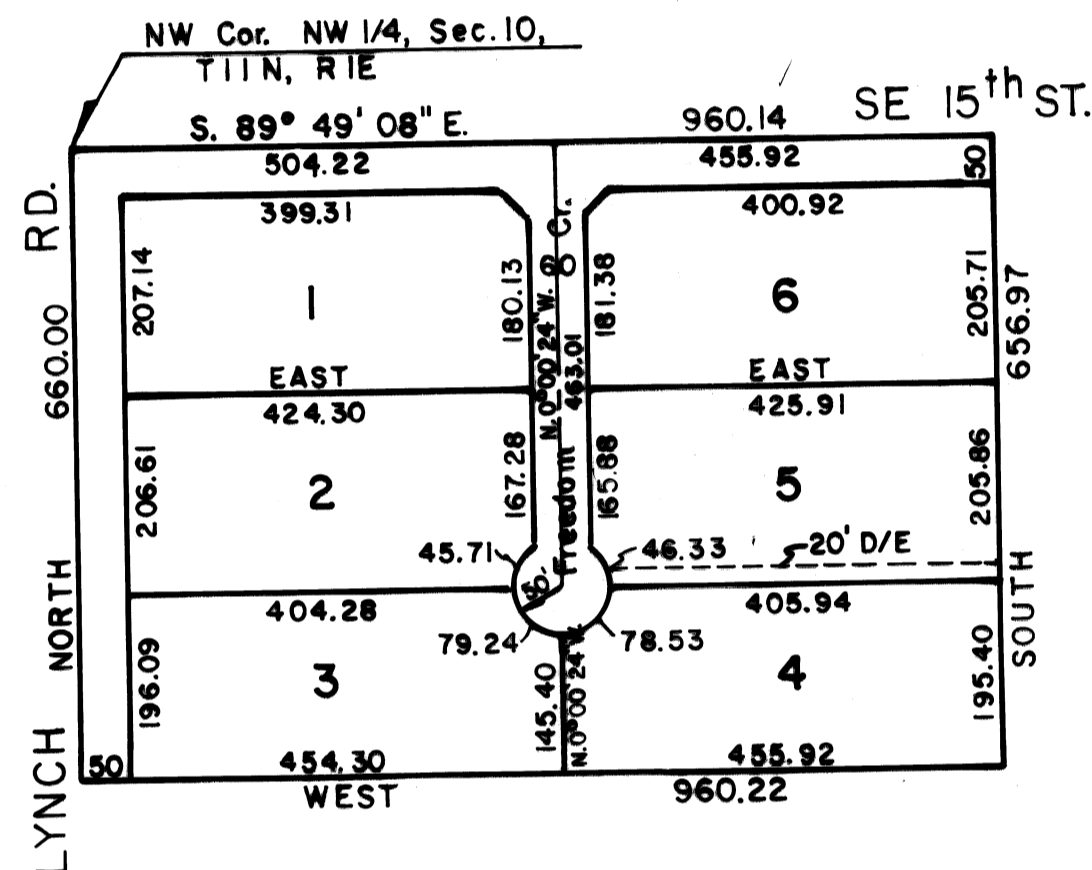 NW Cor. NW 1/4, Sec. 10,
T11N, R1E
SE 15th ST.
S. 89° 49' 08" E.
960.14
504.22
455.92
50
399.31
400.92
LYNCH RD.
NORTH 660.00
207.14
1
180.13
N. 0°00'24" W.
463.01
Freedom Ct.
181.38
6
205.71
656.97
SOUTH
EAST
424.30
EAST
425.91
206.61
2
167.28
165.88
5
205.86
45.71
46.33
20' D/E
404.28
405.94
79.24
78.53
196.09
3
145.40
N. 0°00'24" W.
4
195.40
50
454.30
455.92
WEST
960.22